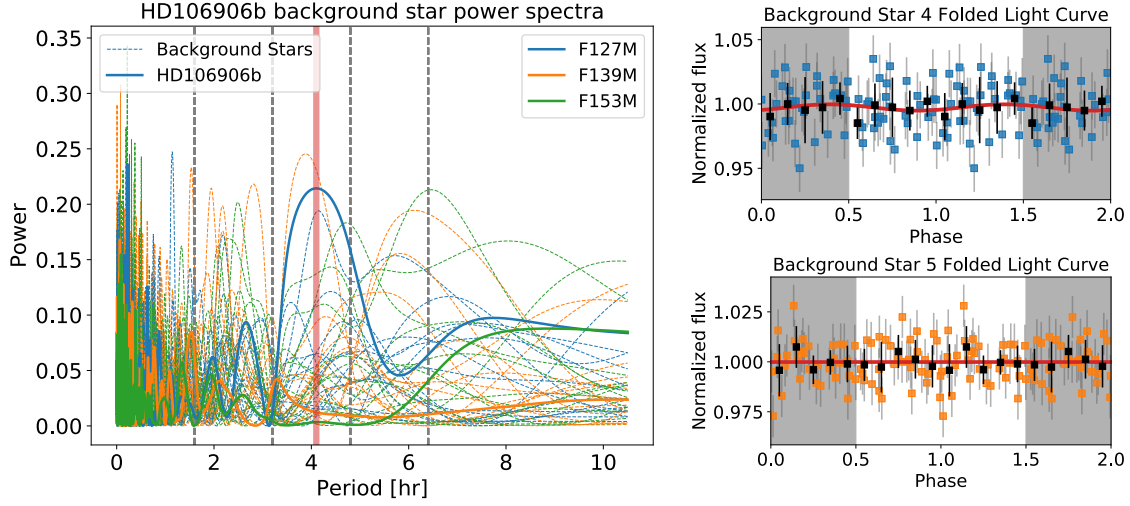 HD106906b background star power spectra
0.35
0.30
0.25
0.20
0.15
0.10
0.05
0.00
Power
Background Stars
HD106906b
F127M
F139M
F153M
0 2 4 6 8 10
Period [hr]
Background Star 4 Folded Light Curve
1.05
1.00
0.95
Normalized flux
0.0 0.5 1.0 1.5 2.0
Phase
Background Star 5 Folded Light Curve
1.025
1.000
0.975
Normalized flux
0.0 0.5 1.0 1.5 2.0
Phase